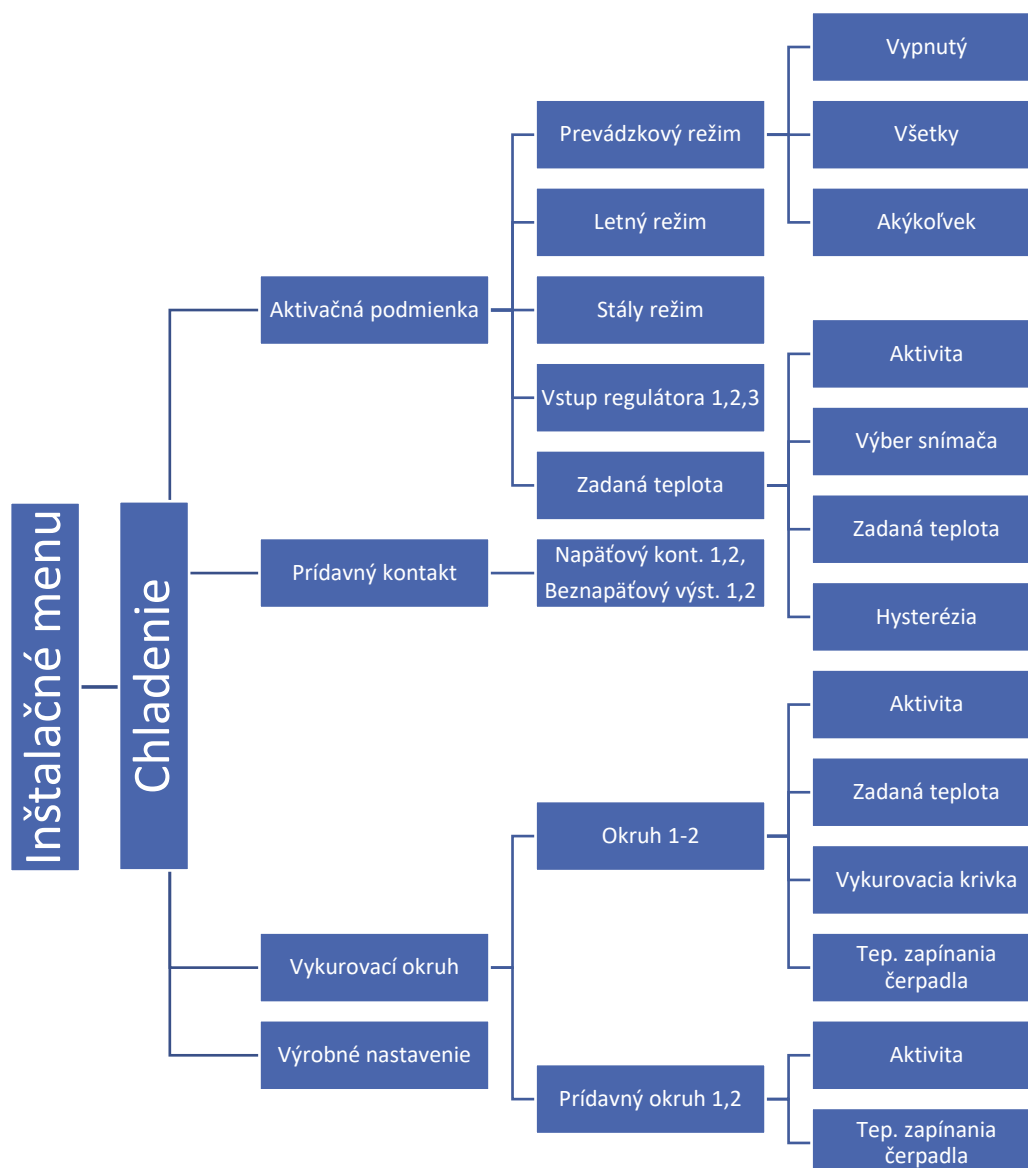 Inštalačné menu
Chladenie
Aktivačná podmienka
Prevádzkový režim
Vypnutý
Všetky
Akýkoľvek
Letný režim
Stály režim
Vstup regulátora 1,2,3
Zadaná teplota
Aktivita
Výber snímača
Zadaná teplota
Hysterézia
Prídavný kontakt
Napäťový kont. 1,2,
Beznapäťový výst. 1,2
Vykurovací okruh
Okruh 1-2
Aktivita
Zadaná teplota
Vykurovacia krivka
Tep. zapínania
čerpadla
Prídavný okruh 1,2
Aktivita
Tep. zapínania
čerpadla
Výrobné nastavenie